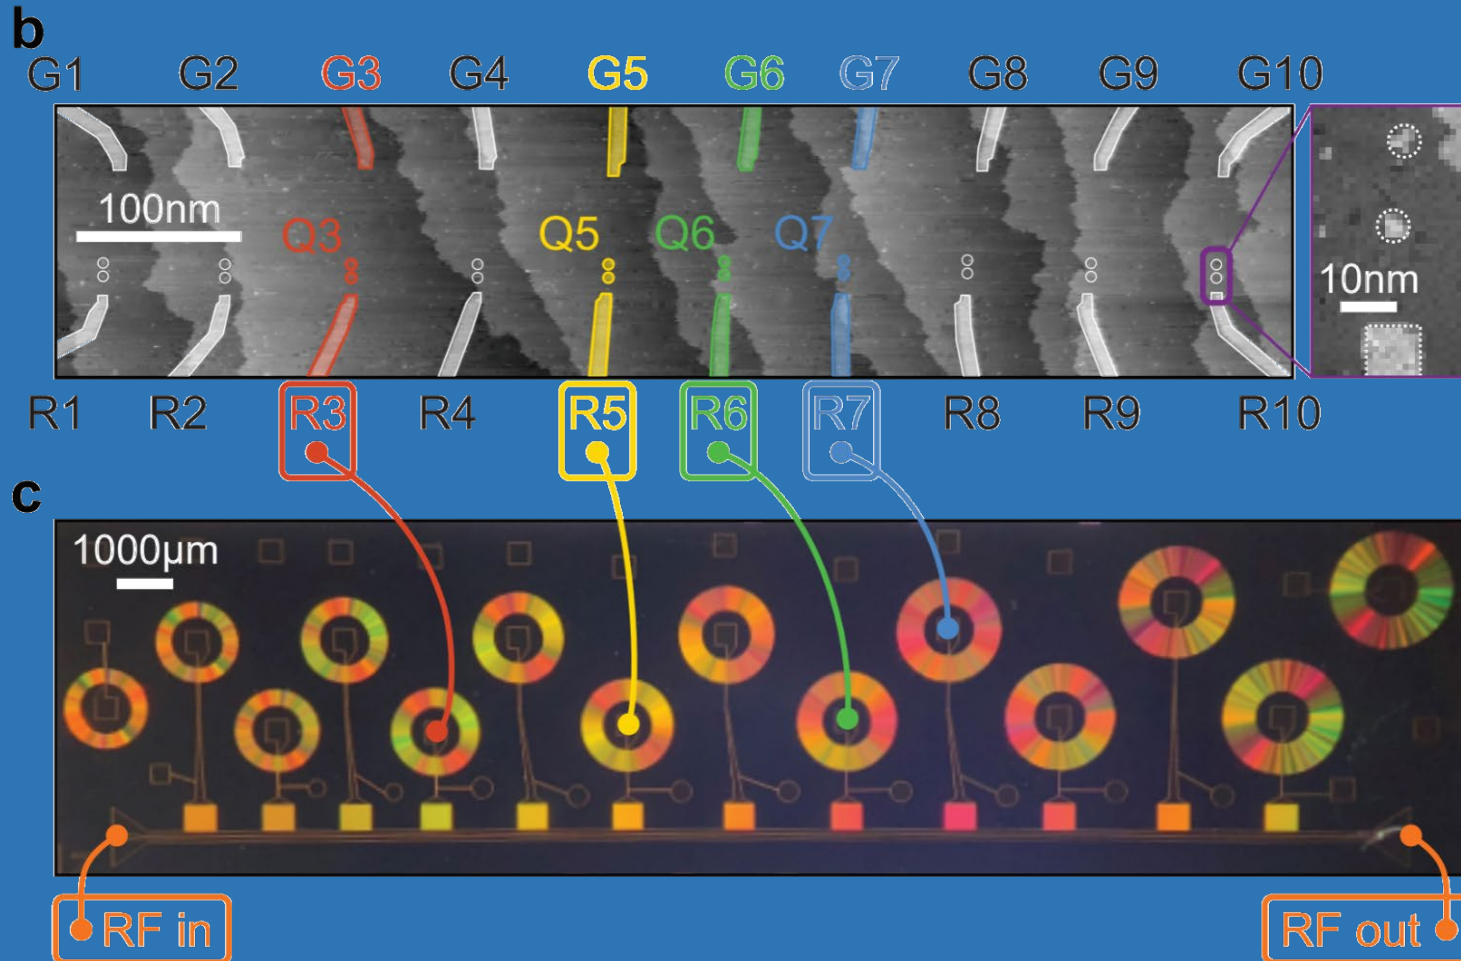 b
G1 G2 G3 G4 G5 G6 G7 G8 G9 G10
100nm
Q3 Q5 Q6 Q7
10nm
R1 R2 R3 R4 R5 R6 R7 R8 R9 R10
c
1000µm
RF in RF out